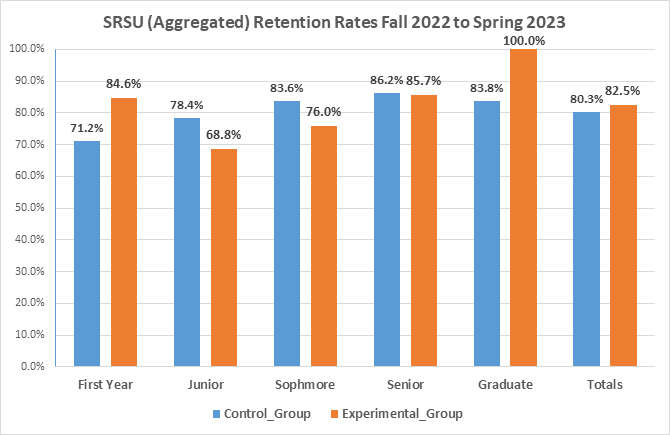 SRSU (Aggregated) Retention Rates Fall 2022 to Spring 2023
100.0%
90.0%
80.0%
70.0%
60.0%
50.0%
40.0%
30.0%
20.0%
10.0%
0.0%
71.2%
84.6%
78.4%
68.8%
83.6%
76.0%
86.2%
85.7%
83.8%
100.0%
80.3%
82.5%
First Year
Junior
Sophmore
Senior
Graduate
Totals
Control_Group
Experimental_Group